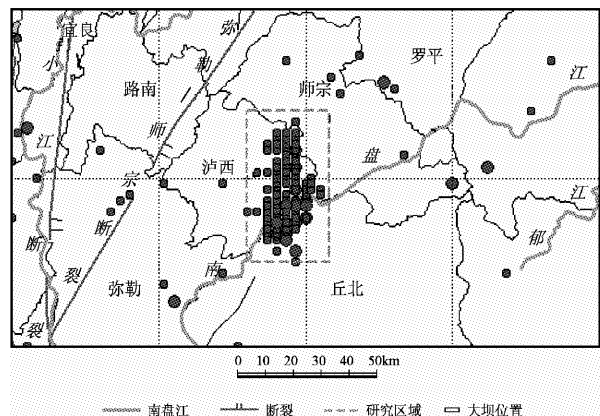 宜良
弥
罗平
小
勒
江
路南
师宗
江
师
盘
泸西
江
宗
断
断
郁
南
裂
弥勒
丘北
裂
0 10 20 30 50km
南盘江 断裂 研究区域 大坝位置